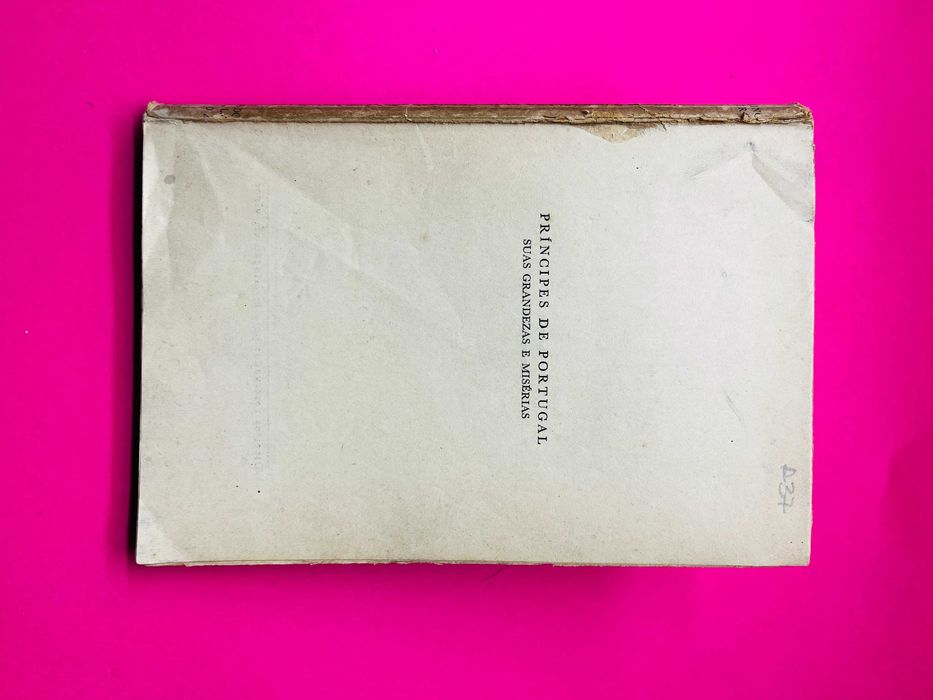 PRÍNCIPES DE PORTUGAL
SUAS GRANDEZAS E MISÉRIAS